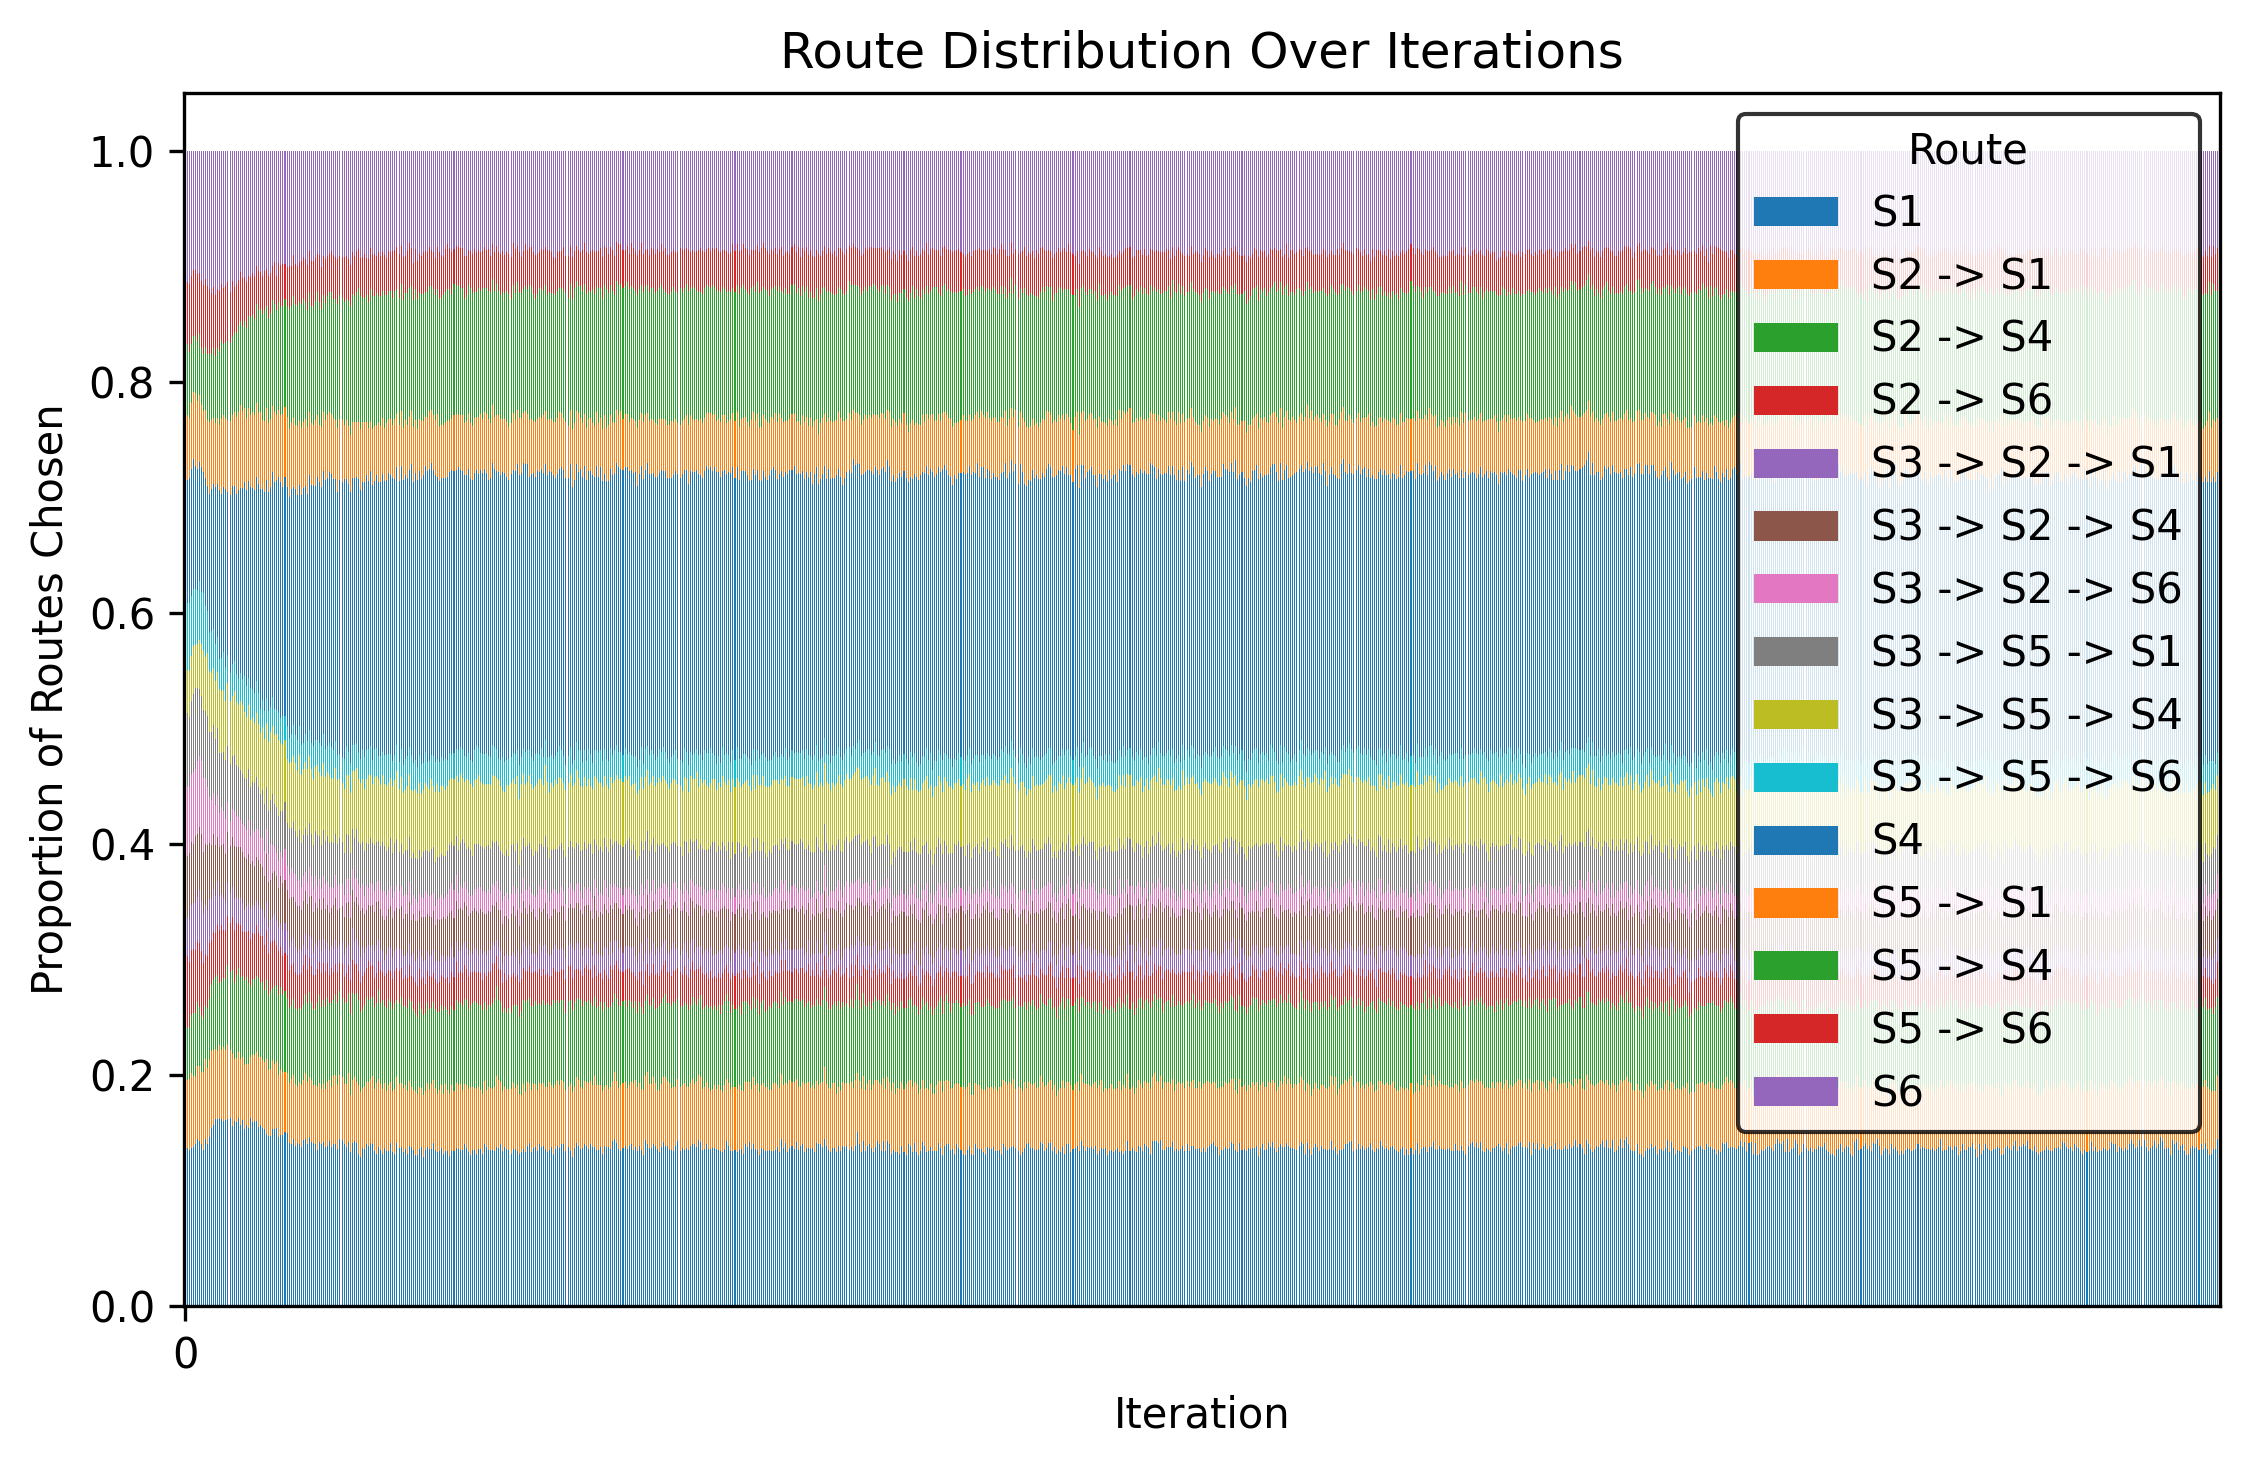 Route Distribution Over Iterations
Proportion of Routes Chosen
1.0
0.8
0.6
0.4
0.2
0.0
0
Iteration
Route
S1
S2 -> S1
S2 -> S4
S2 -> S6
S3 -> S2 -> S1
S3 -> S2 -> S4
S3 -> S2 -> S6
S3 -> S5 -> S1
S3 -> S5 -> S4
S3 -> S5 -> S6
S4
S5 -> S1
S5 -> S4
S5 -> S6
S6